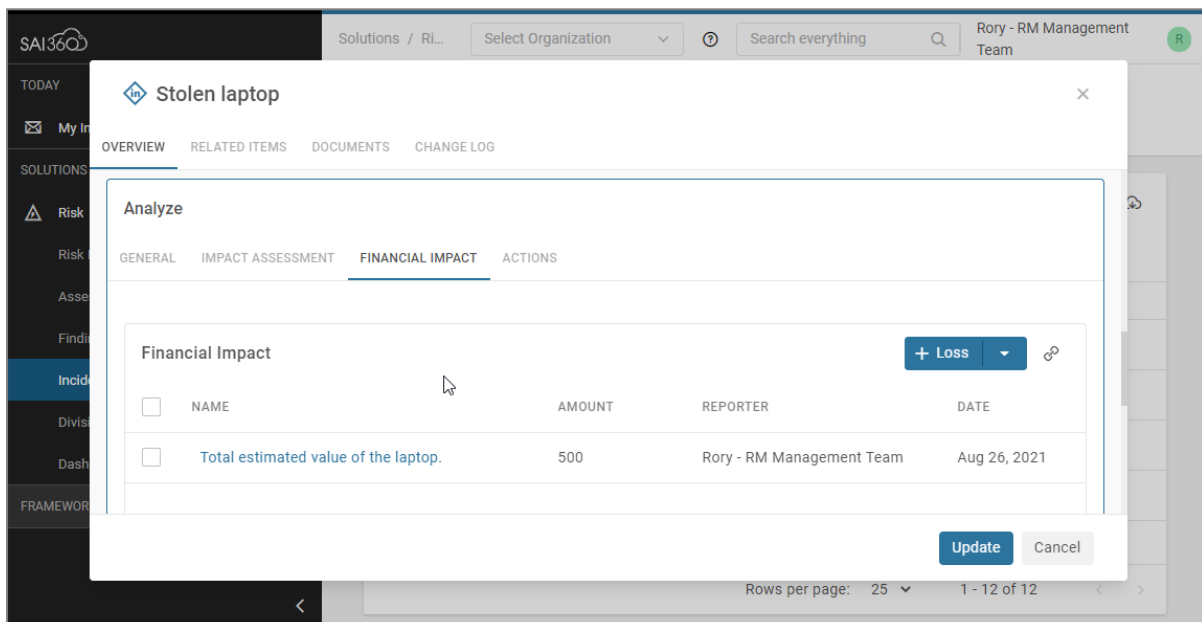 SAI360
Solutions / Ri...
Select Organization
Search everything
Rory - RM Management
Team
R
TODAY
My In
SOLUTIONS
Risk
Risk
Asse
Findi
Incid
Divisi
Dash
FRAMEWOR
in
Stolen laptop
OVERVIEW RELATED ITEMS DOCUMENTS CHANGE LOG
Analyze
GENERAL IMPACT ASSESSMENT FINANCIAL IMPACT ACTIONS
Financial Impact
+ Loss
NAME AMOUNT REPORTER DATE
Total estimated value of the laptop. 500 Rory - RM Management Team Aug 26, 2021
Update Cancel
Rows per page: 25 1 - 12 of 12